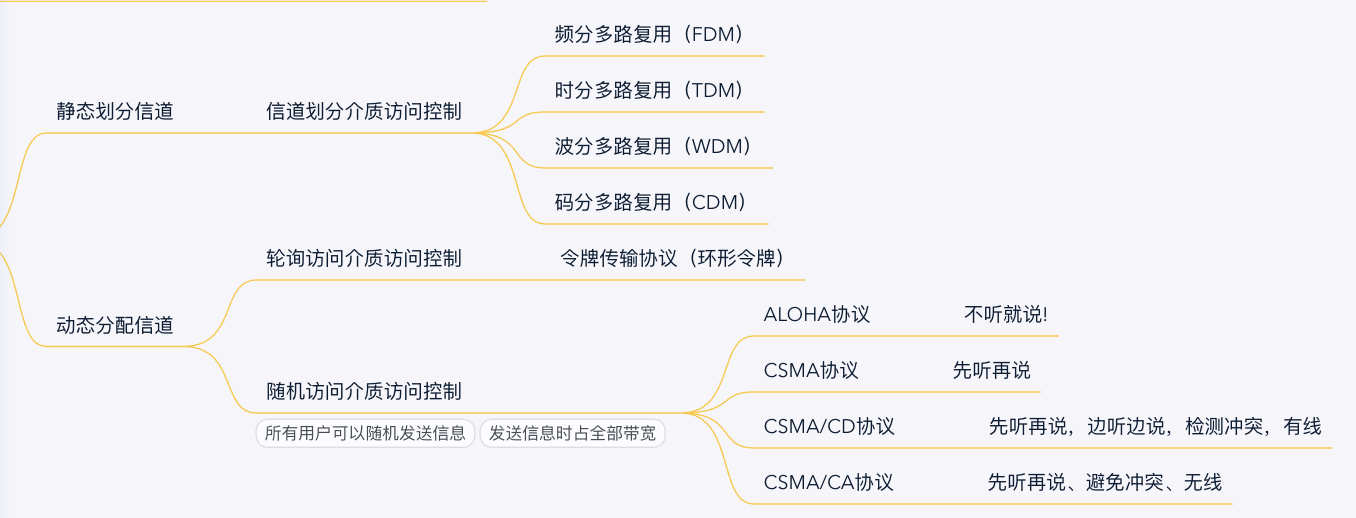 频分多路复用（FDM）
时分多路复用（TDM）
静态划分信道
信道划分介质访问控制
波分多路复用（WDM）
码分多路复用（CDM）
轮询访问介质访问控制
令牌传输协议（环形令牌）
动态分配信道
ALOHA协议
不听就说!
CSMA协议
先听再说
随机访问介质访问控制
所有用户可以随机发送信息
发送信息时占全部带宽
CSMA/CD协议
先听再说，边听边说，检测冲突，有线
CSMA/CA协议
先听再说、避免冲突、无线